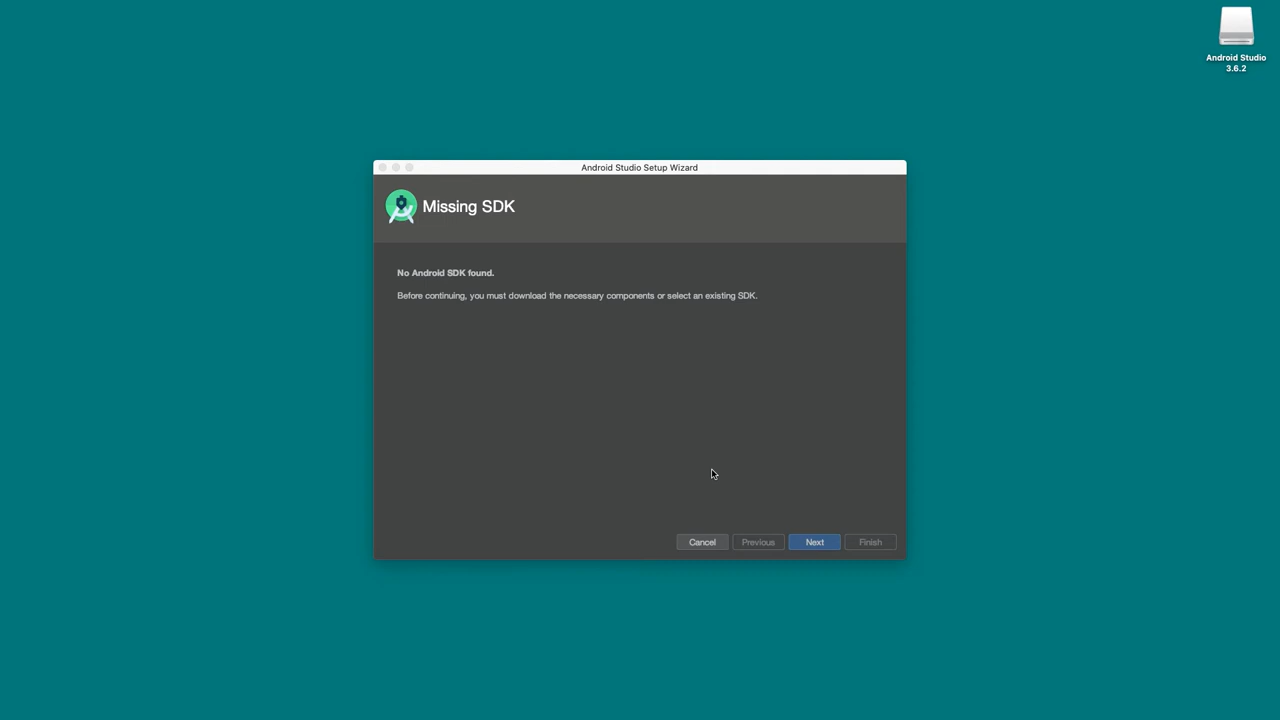 Android Studio
3.6.2
Android Studio Setup Wizard
Missing SDK
No Android SDK found.
Before continuing, you must download the necessary components or select an existing SDK.
Cancel
Previous
Next
Finish